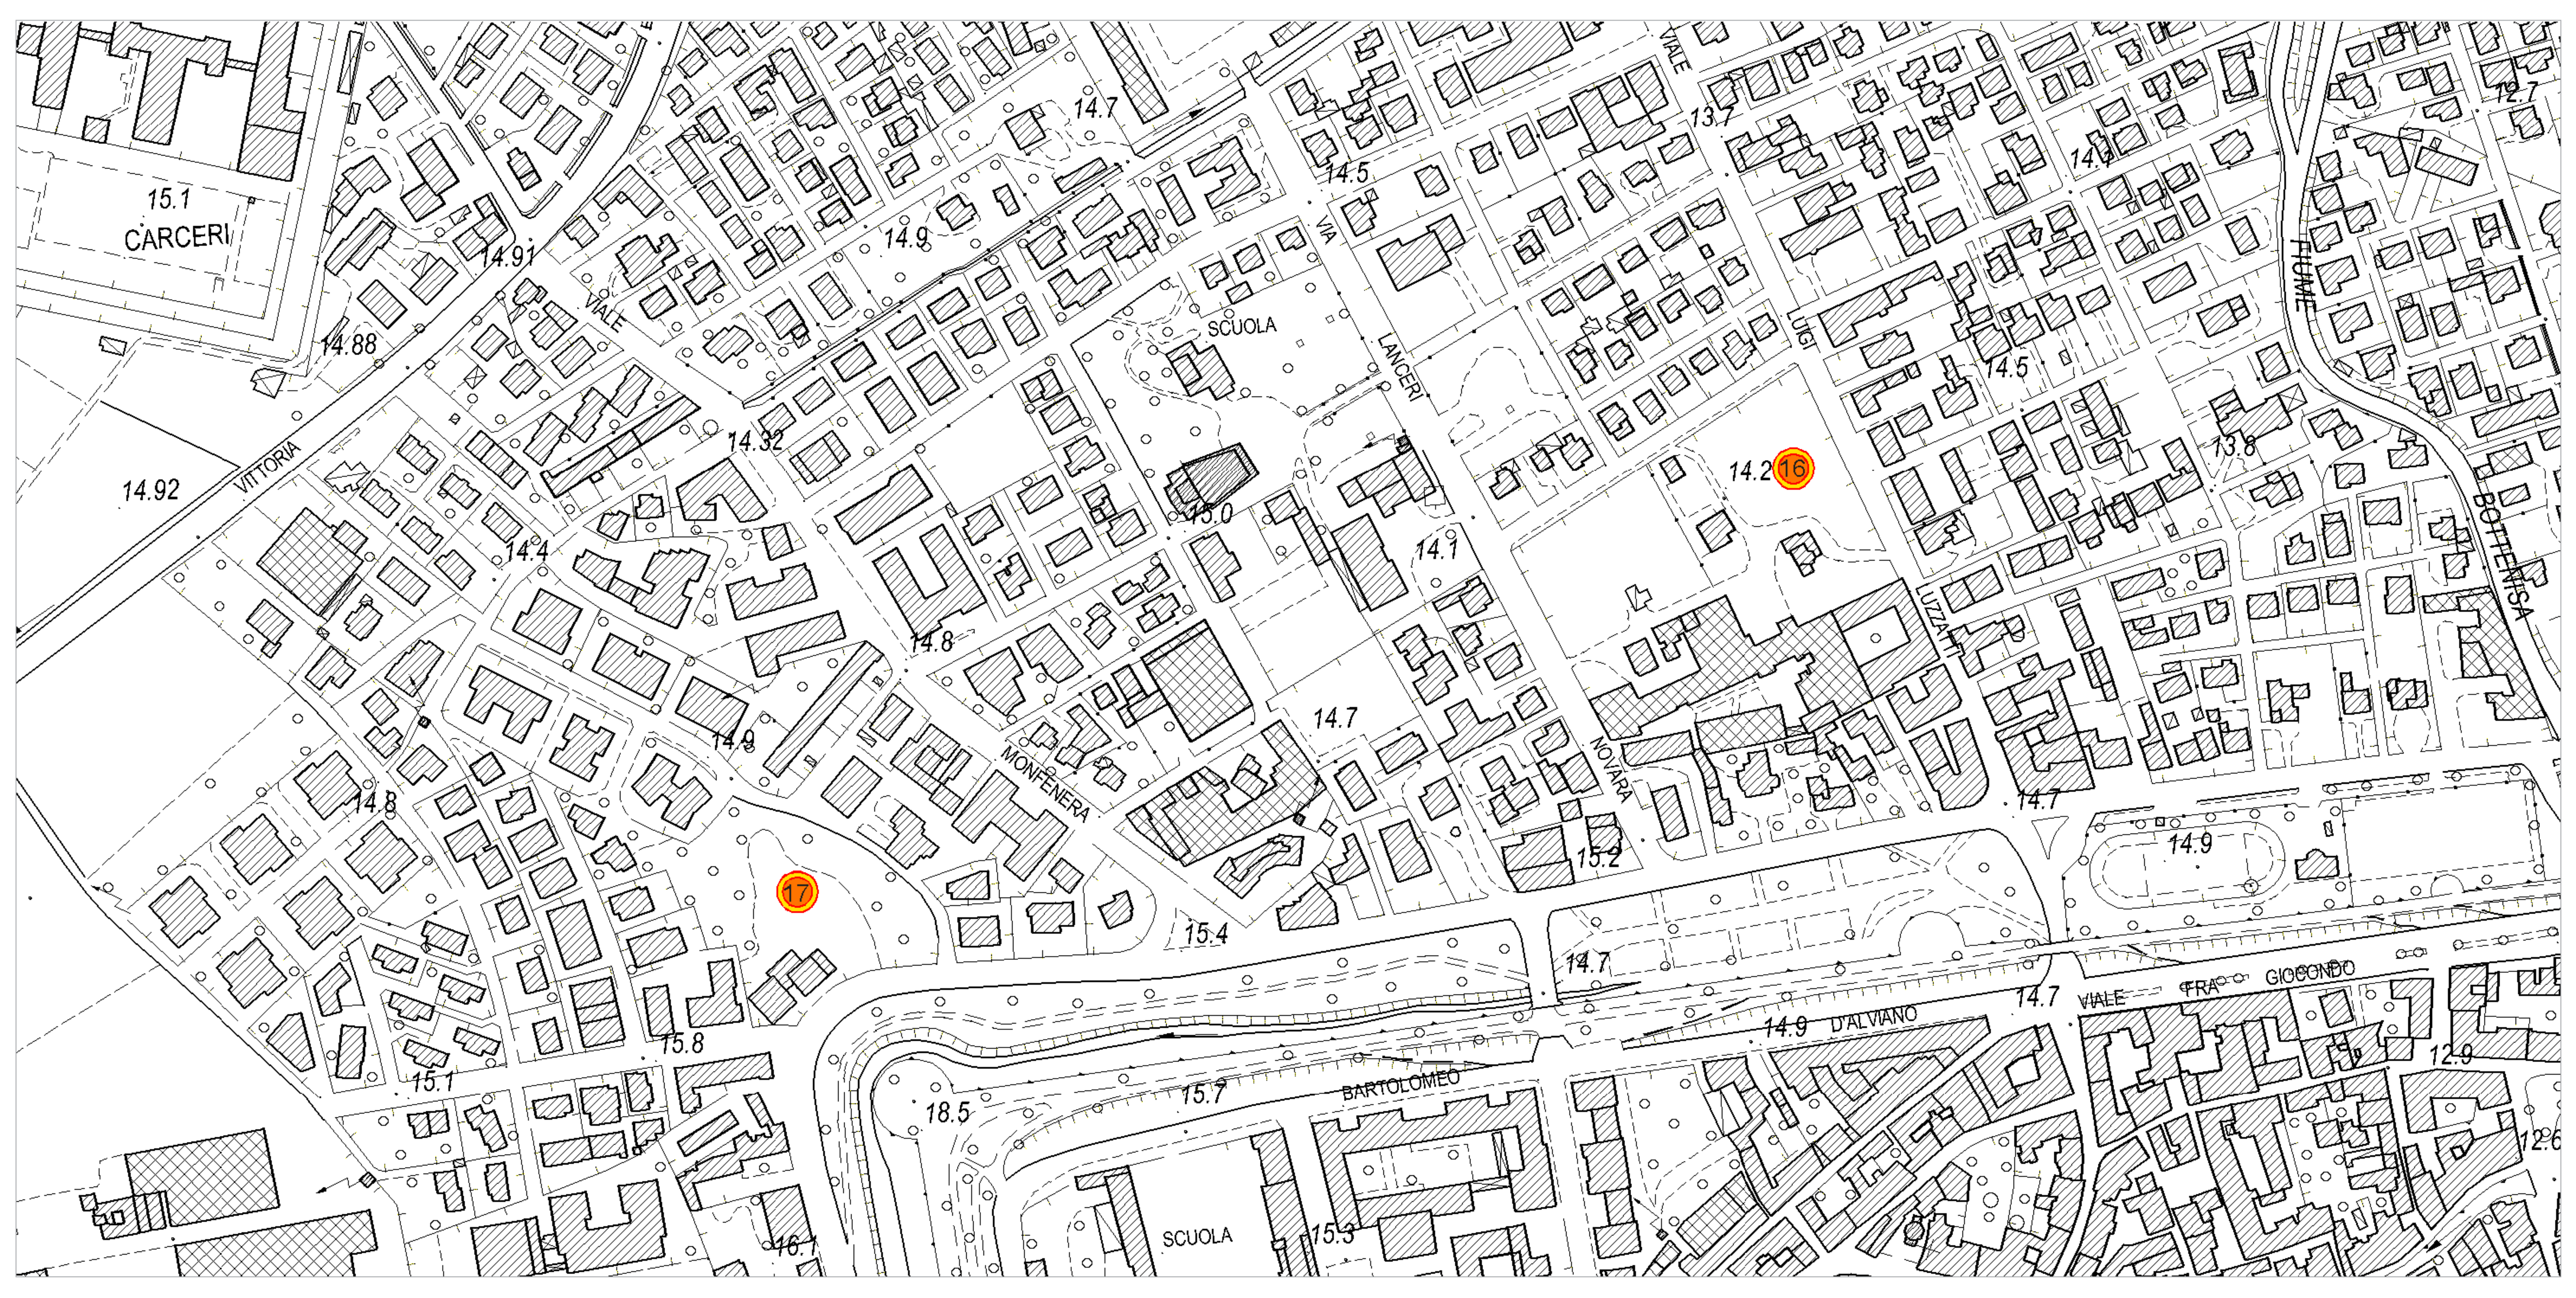 VIALE
12.7
14.7
13.7
14.5
15.1
CARCERI
VIA
14.9
14.91
FIUME
VIALE
SCUOLA
LUIGI
14.88
LANCERI
14.5
14.32
13.8
VITTORIA
14.2
16
14.92
15.0
BOTTENISA
14.4
14.1
LUZZATTI
14.8
14.7
14.9
MONFENERA
NOVARA
14.8
14.7
14.9
15.2
17
15.4
14.7
VIALE
FRA
GIOCONDO
14.7
14.9
D'ALVIANO
15.8
12.9
15.1
BARTOLOMEO
15.7
18.5
12.6
SCUOLA
15.3
16.1